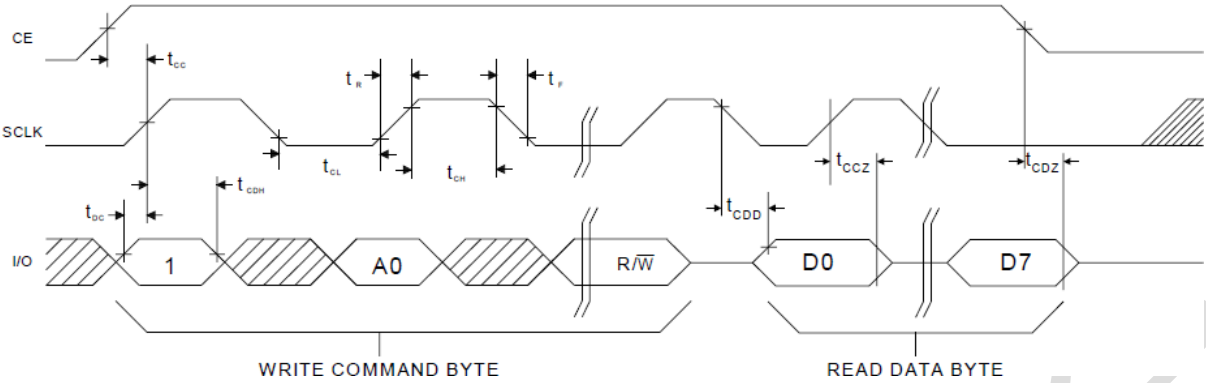 CE
t CC
t R
t F
SCLK
t CL
t CH
t CCZ
t CDZ
t CDH
t DC
t CDD
I/O
1
A0
R/W̅
D0
D7
WRITE COMMAND BYTE
READ DATA BYTE